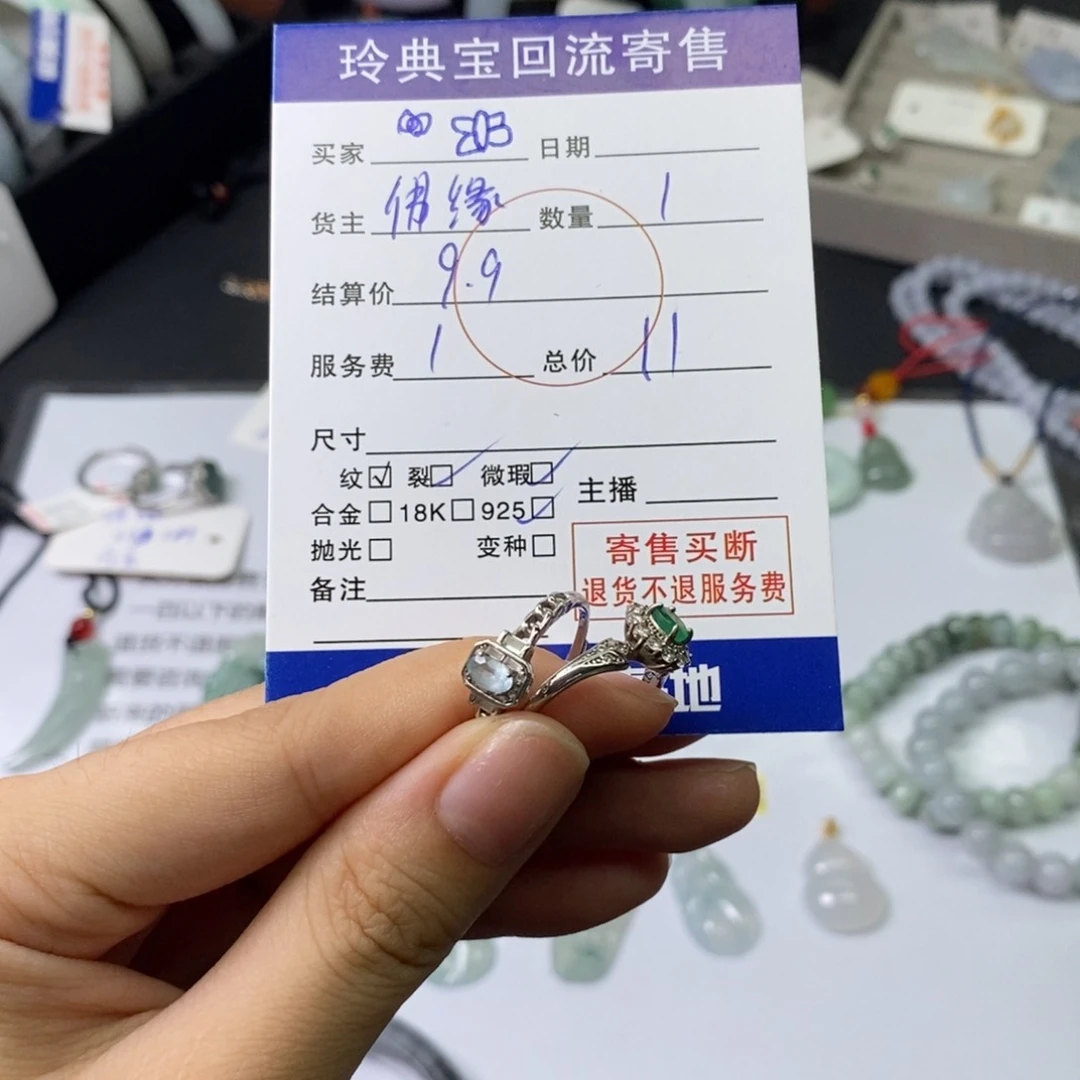 玲典宝回流寄售
买家 203 日期
货主 俏缘 数量 1
结算价 9.9
服务费 1 总价 11
尺寸
纹☑ 裂☐ 微瑕☐ 主播
合金☐ 18K☐ 925☐
抛光☐ 变种☐
寄售买断
退货不退服务费
备注
地